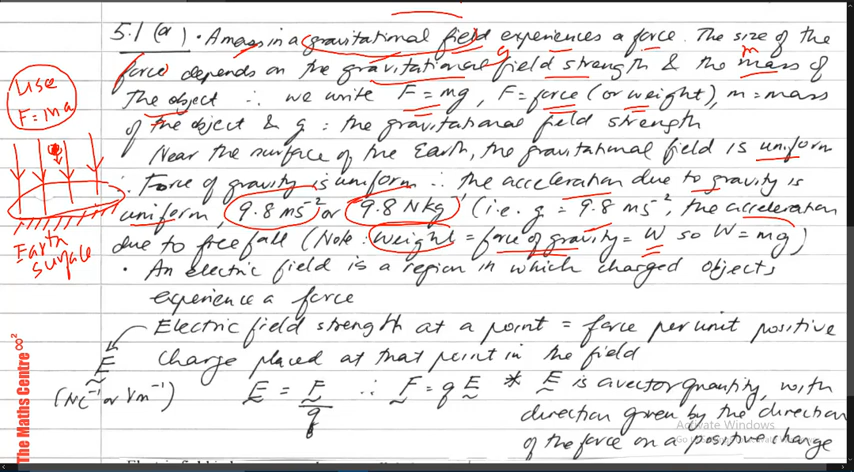 5.1 (a) • A mass in a gravitational field experiences a force. The size of the
force depends on the gravitational field strength & the mass of
g
m
the object ∴ we write F = mg, F = force (or weight), m = mass
of the object & g = the gravitational field strength
Near the surface of the Earth, the gravitational field is uniform
∴ Force of gravity is uniform ∴ the acceleration due to gravity is
uniform 9.8 ms⁻² or 9.8 N kg⁻¹ (i.e. g = 9.8 ms⁻², the acceleration
due to free fall (Note: Weight = force of gravity = W so W = mg)
• An electric field is a region in which charged objects
experience a force
Electric field strength at a point = force per unit positive
charge placed at that point in the field
E
(NC⁻¹ or Vm⁻¹)
E = F/q ∴ F = qE * E is a vector quantity, with
direction given by the direction
of the force on a positive charge
Use
F = ma
Earth
surface
The Maths Centre ∞²
Activate Windows